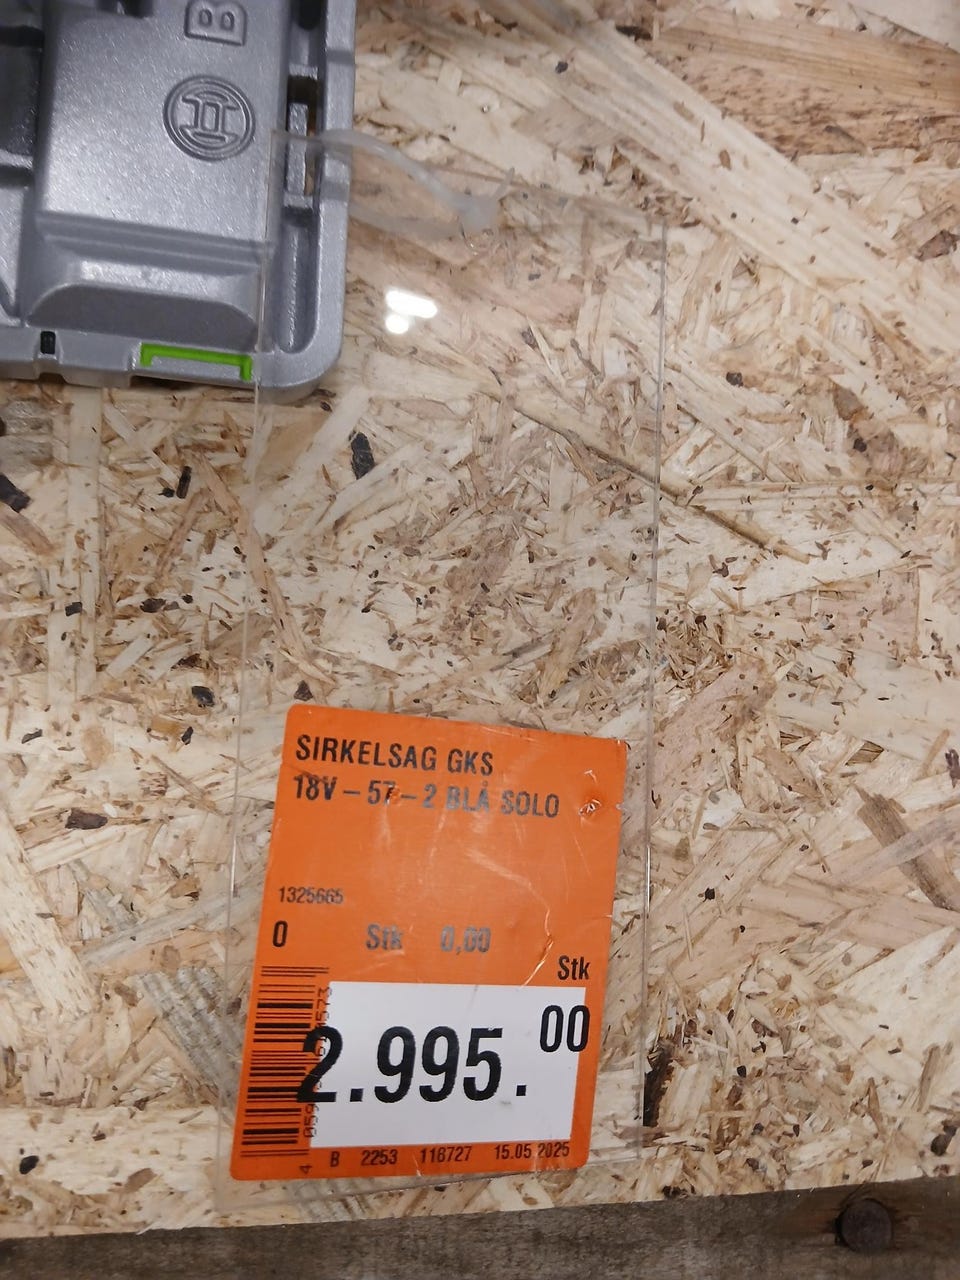 B
SIRKELSAG GKS
18V – 57 – 2 BLÅ SOLO
1325665
0 Stk 0,00
Stk
2.995.00
B 2253 116727 15.05 2025